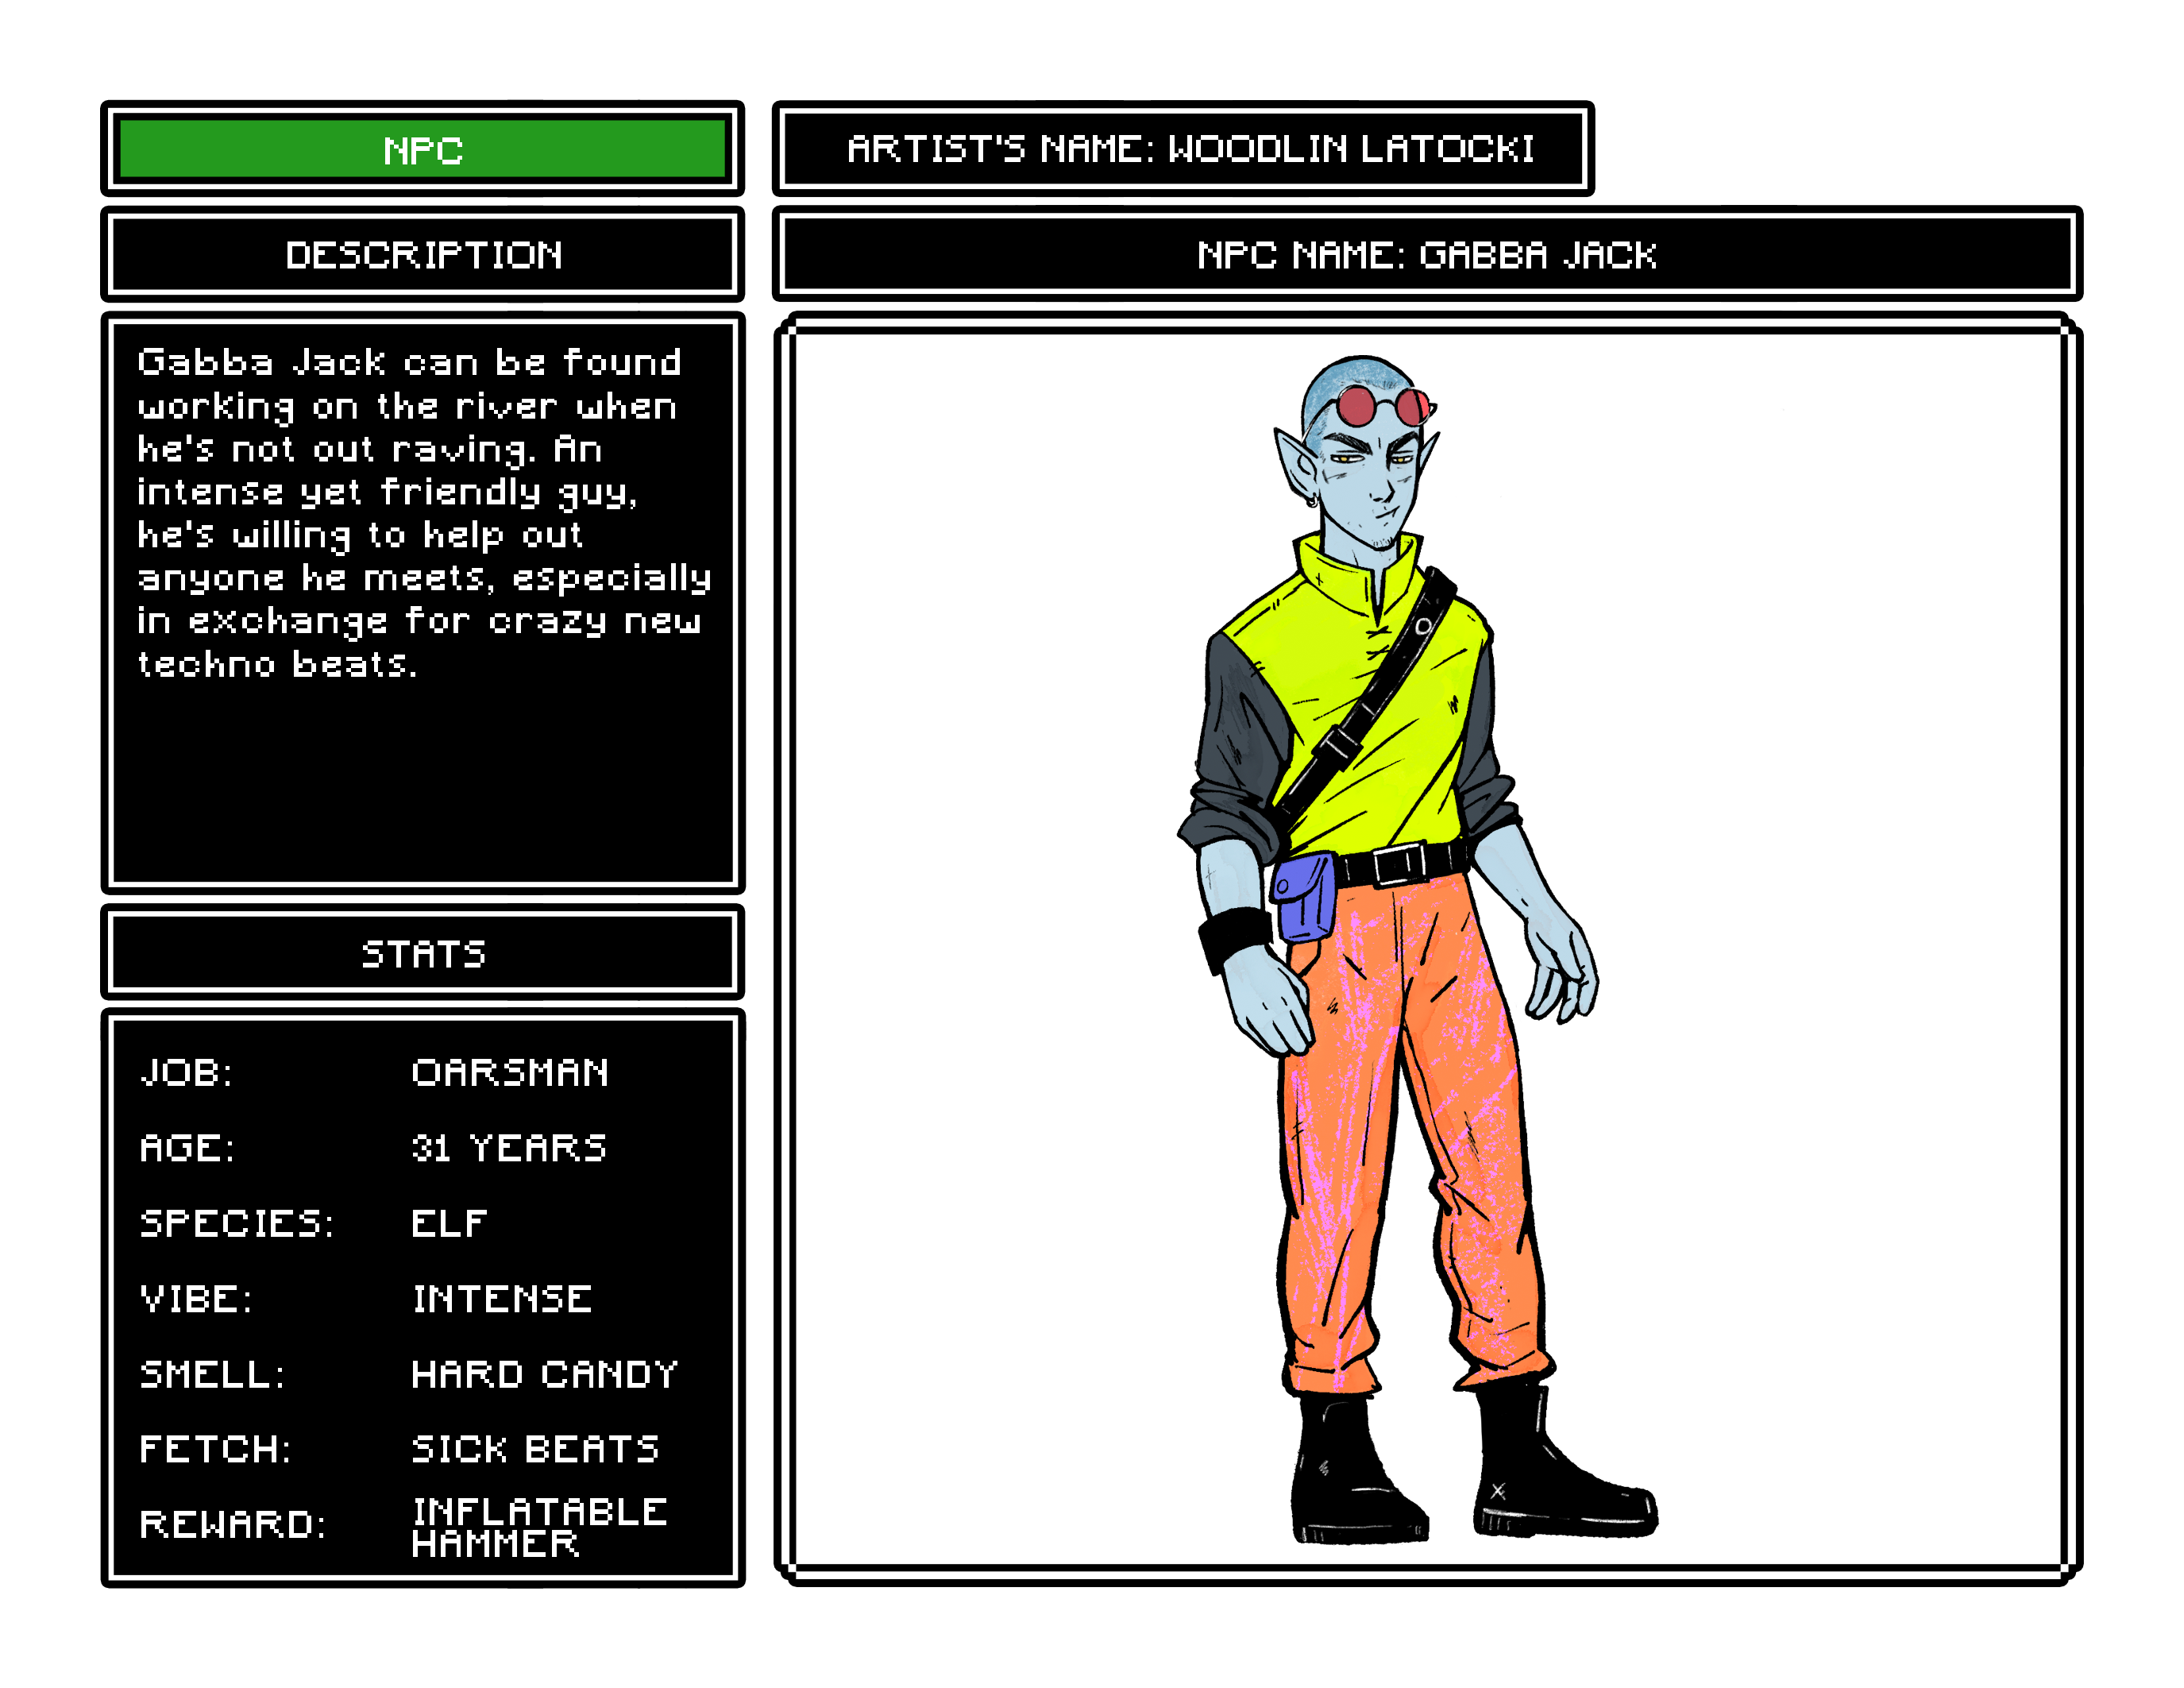 NPC
DESCRIPTION
Gabba Jack can be found
working on the river when
he's not out raving. An
intense yet friendly guy,
he's willing to help out
anyone he meets, especially
in exchange for crazy new
techno beats.
STATS
JOB: OARSMAN
AGE: 31 YEARS
SPECIES: ELF
VIBE: INTENSE
SMELL: HARD CANDY
FETCH: SICK BEATS
REWARD: INFLATABLE
HAMMER
ARTIST'S NAME: WOODLIN LATOCKI
NPC NAME: GABBA JACK